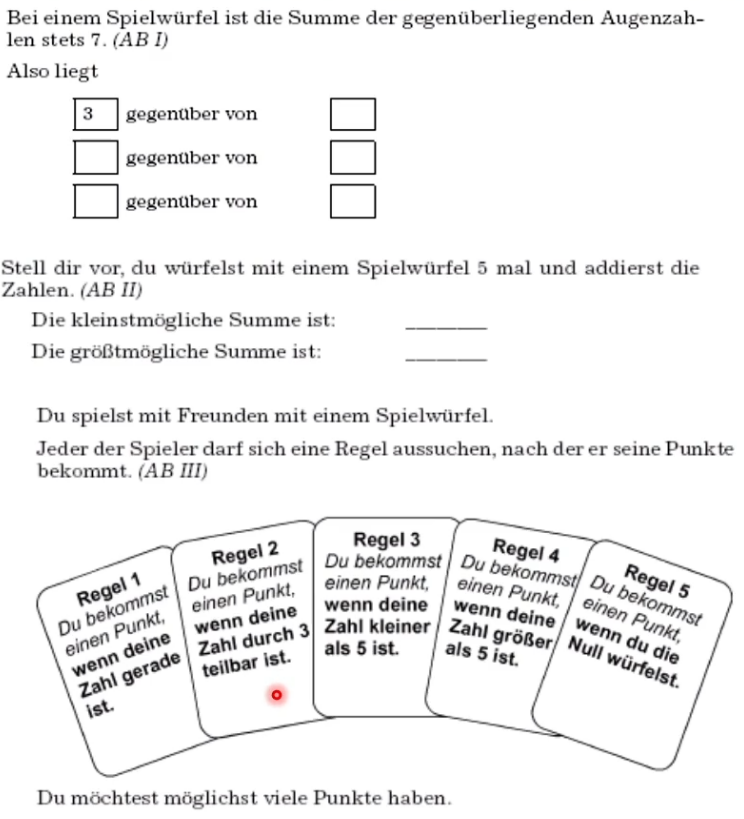 Bei einem Spielwürfel ist die Summe der gegenüberliegenden Augenzah-
len stets 7. (AB I)
Also liegt
3 gegenüber von
gegenüber von
gegenüber von
Stell dir vor, du würfelst mit einem Spielwürfel 5 mal und addierst die
Zahlen. (AB II)
Die kleinstmögliche Summe ist: ______
Die größtmögliche Summe ist: ______
Du spielst mit Freunden mit einem Spielwürfel.
Jeder der Spieler darf sich eine Regel aussuchen, nach der er seine Punkte
bekommt. (AB III)
Regel 1
Du bekommst
einen Punkt,
wenn deine
Zahl gerade
ist.
Regel 2
Du bekommst
einen Punkt,
wenn deine
Zahl durch 3
teilbar ist.
Regel 3
Du bekommst
einen Punkt,
wenn deine
Zahl kleiner
als 5 ist.
Regel 4
Du bekommst
einen Punkt,
wenn deine
Zahl größer
als 5 ist.
Regel 5
Du bekommst
einen Punkt,
wenn du die
Null würfelst.
Du möchtest möglichst viele Punkte haben.